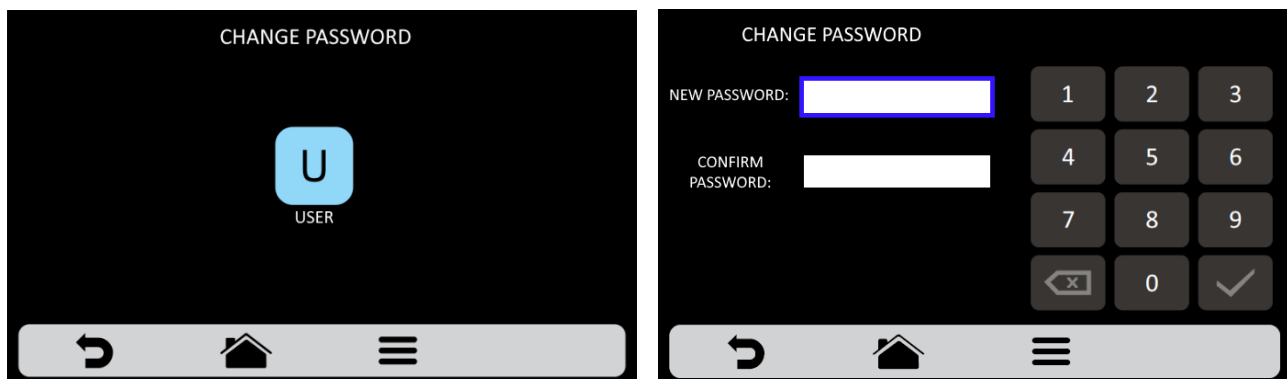 CHANGE PASSWORD
U
USER
CHANGE PASSWORD
NEW PASSWORD:
CONFIRM
PASSWORD:
1 2 3
4 5 6
7 8 9
0